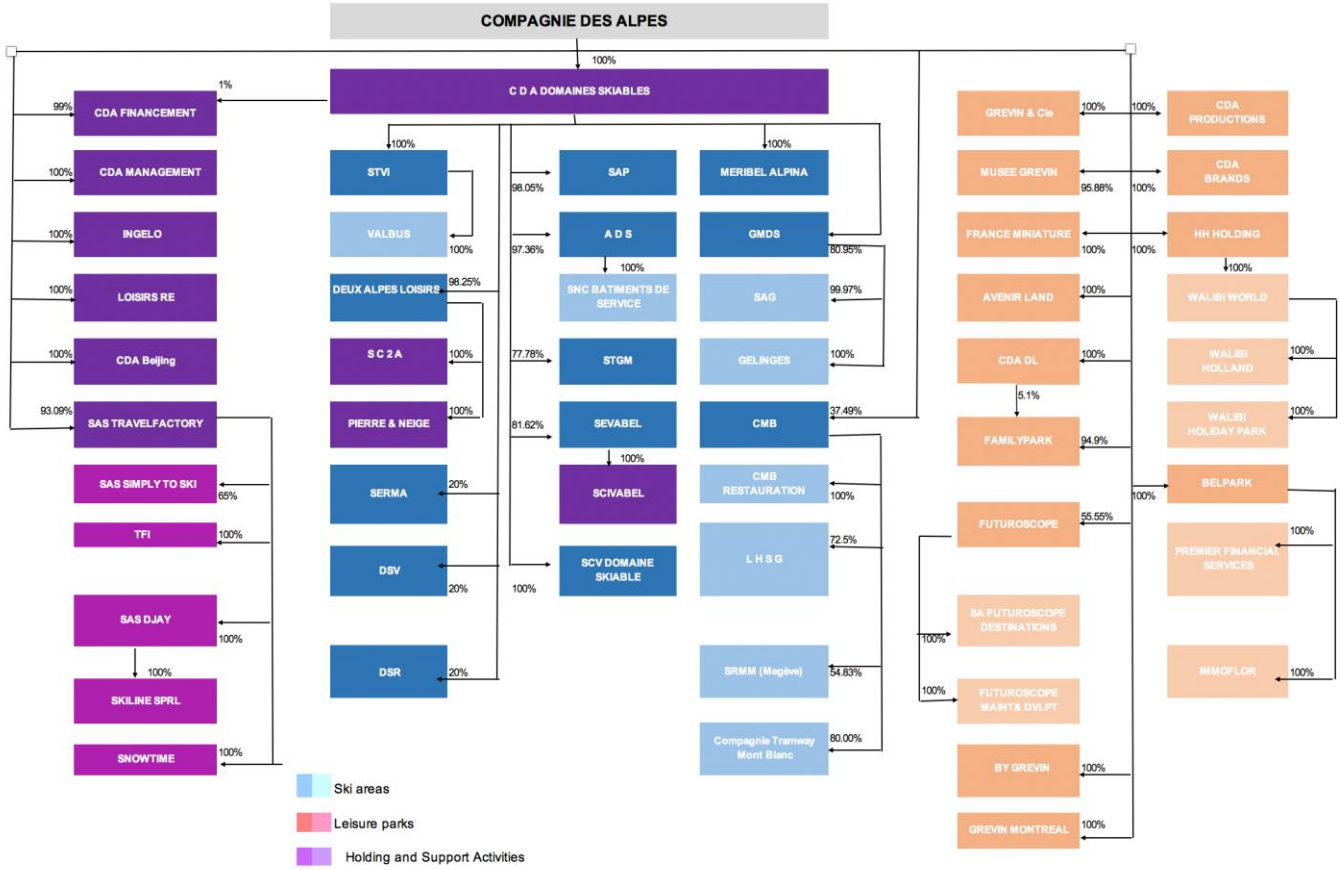 COMPAGNIE DES ALPES
100%
C D A DOMAINES SKIABLES
1%
99%
CDA FINANCEMENT
100%
CDA MANAGEMENT
100%
INGELO
100%
LOISIRS RE
100%
CDA Beijing
93.09%
SAS TRAVELFACTORY
SAS SIMPLY TO SKI
65%
TFI
100%
SAS DJAY
100%
100%
SKILINE SPRL
SNOWTIME
100%
100%
STVI
VALBUS
100%
DEUX ALPES LOISIRS
98.25%
S C 2 A
100%
PIERRE & NEIGE
100%
SERMA
20%
DSV
20%
DSR
20%
98.05%
SAP
97.36%
A D S
100%
SNC BATIMENTS DE
SERVICE
77.78%
STGM
81.62%
SEVABEL
100%
SCIVABEL
100%
SCV DOMAINE
SKIABLE
100%
MERIBEL ALPINA
GMDS
80.95%
SAG
99.97%
GELINGES
100%
CMB
37.49%
CMB
RESTAURATION
100%
L H S G
72.5%
SRMM (Megève)
54.83%
Compagnie Tramway
Mont Blanc
80.00%
GREVIN & Cie
100%
MUSEE GREVIN
95.88%
FRANCE MINIATURE
100%
AVENIR LAND
100%
CDA DL
100%
5.1%
FAMILYPARK
94.9%
FUTUROSCOPE
55.55%
SA FUTUROSCOPE
DESTINATIONS
100%
FUTUROSCOPE
MAINT& DVLPT
100%
BY GREVIN
100%
GREVIN MONTREAL
100%
100%
CDA
PRODUCTIONS
100%
CDA
BRANDS
100%
HH HOLDING
100%
WALIBI WORLD
WALIBI
HOLLAND
100%
WALIBI
HOLIDAY PARK
100%
100%
BELPARK
PREMIER FINANCIAL
SERVICES
100%
IMMOFLOR
100%
Ski areas
Leisure parks
Holding and Support Activities